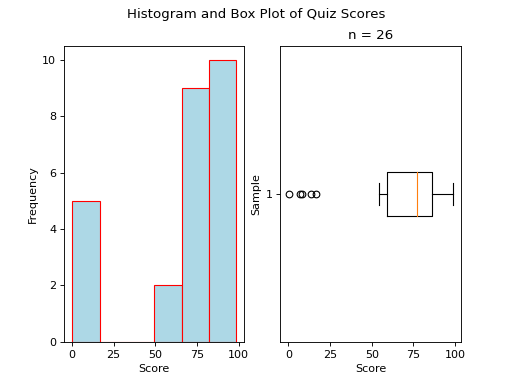 Histogram and Box Plot of Quiz Scores
n = 26
10
8
6
4
2
0
Frequency
0 25 50 75 100
Score
Sample
1
0 25 50 75 100
Score